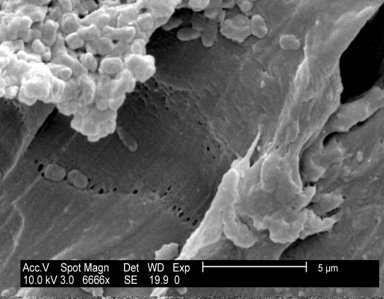 Acc.V Spot Magn Det WD Exp
10.0 kV 3.0 6666x SE 19.9 0 5 µm